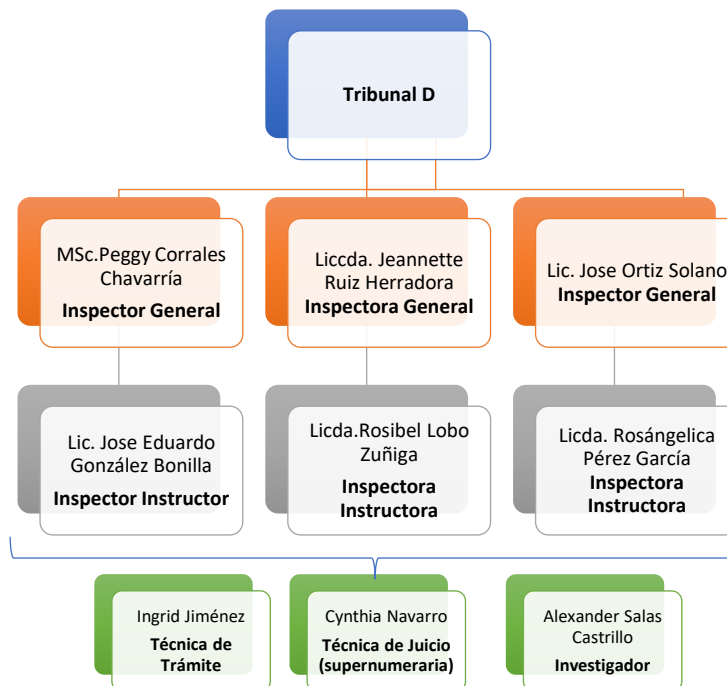 Tribunal D
MSc.Peggy Corrales
Chavarría
Inspector General
Liccda. Jeannette
Ruiz Herradora
Inspectora General
Lic. Jose Ortiz Solano
Inspector General
Lic. Jose Eduardo
González Bonilla
Inspector Instructor
Licda.Rosibel Lobo
Zuñiga
Inspectora
Instructora
Licda. Rosángelica
Pérez García
Inspectora
Instructora
Ingrid Jiménez
Técnica de
Trámite
Cynthia Navarro
Técnica de Juicio
(supernumeraria)
Alexander Salas
Castrillo
Investigador